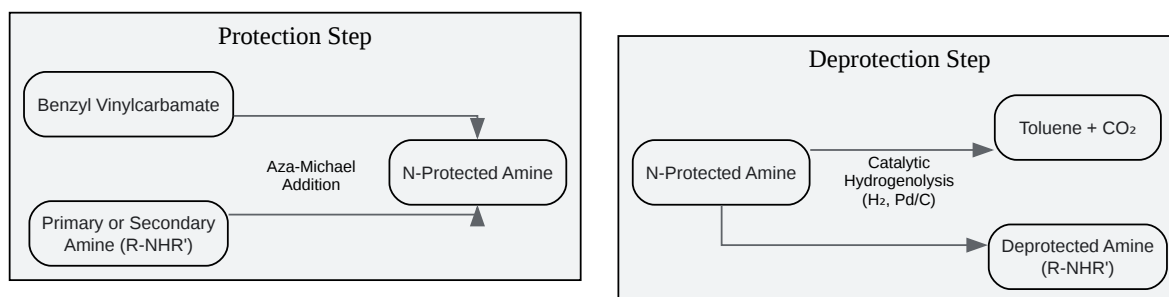 Protection Step
Benzyl Vinylcarbamate
Aza-Michael
Addition
N-Protected Amine
Primary or Secondary
Amine (R-NHR')
Deprotection Step
Toluene + CO₂
N-Protected Amine
Catalytic
Hydrogenolysis
(H₂, Pd/C)
Deprotected Amine
(R-NHR')